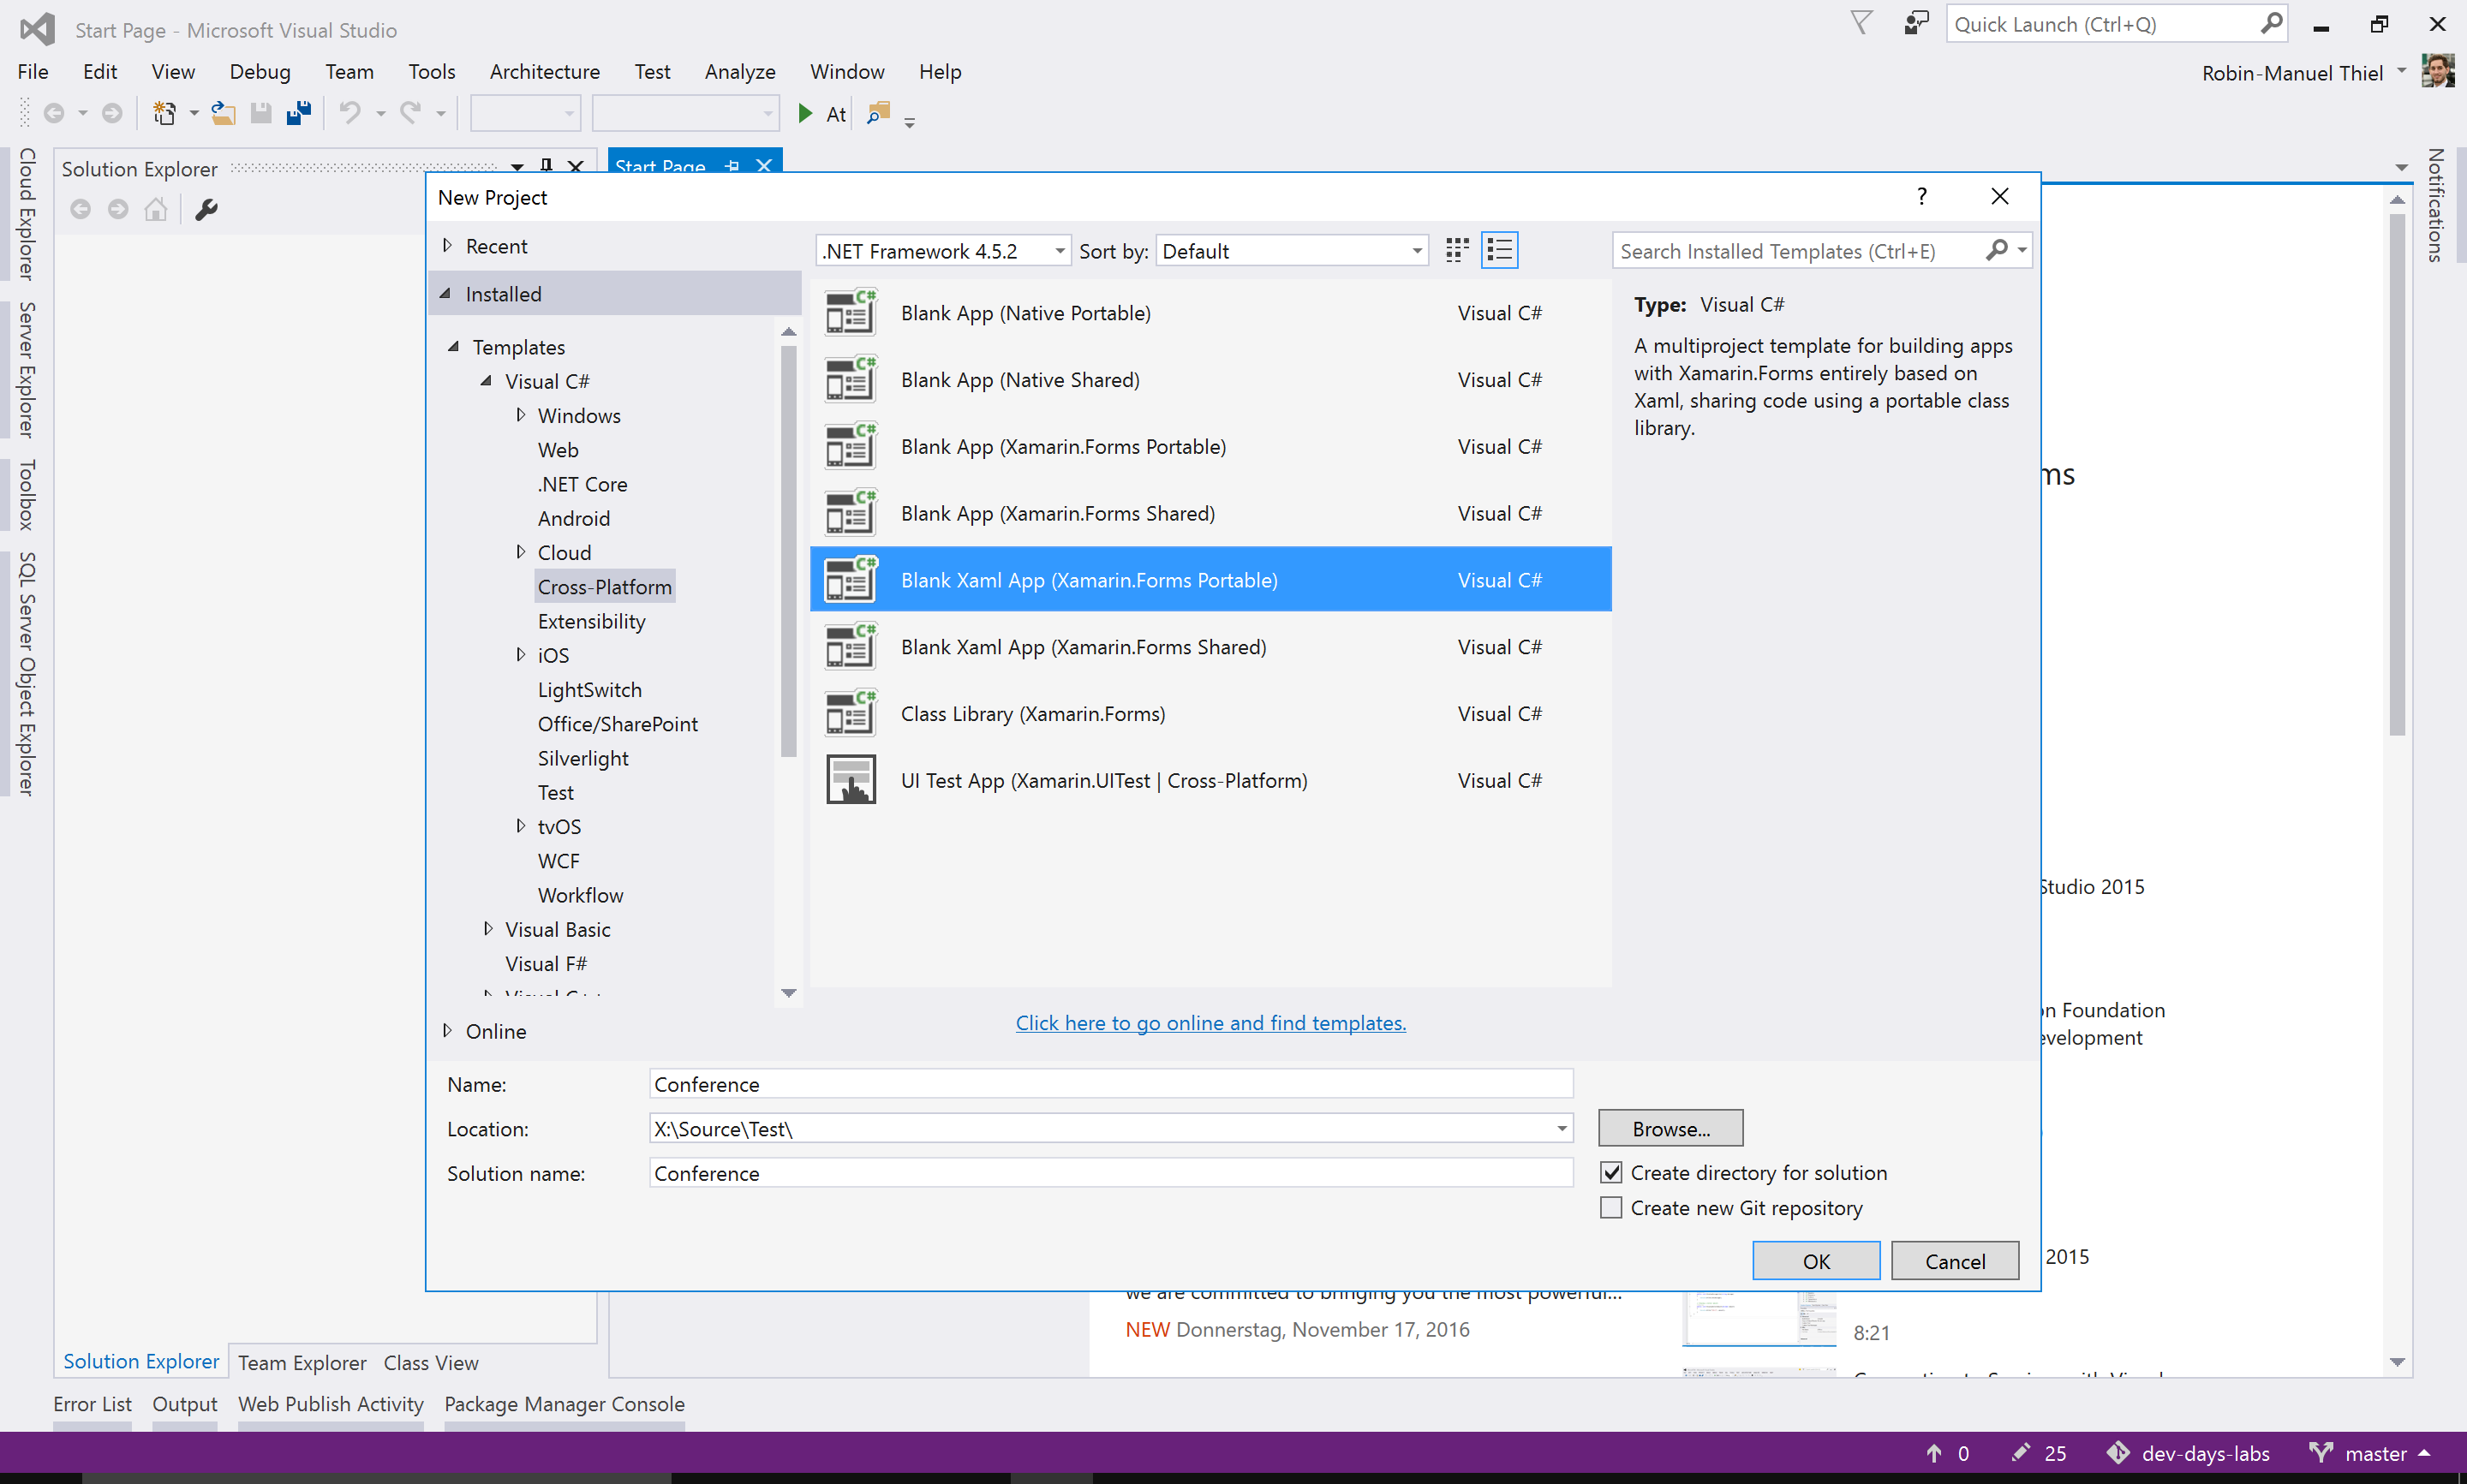 Start Page - Microsoft Visual Studio
Quick Launch (Ctrl+Q)
File Edit View Debug Team Tools Architecture Test Analyze Window Help
Robin-Manuel Thiel
At
Cloud Explorer
Server Explorer
Toolbox
SQL Server Object Explorer
Solution Explorer
Start Page
Notifications
New Project
?
Recent
Installed
Templates
Visual C#
Windows
Web
.NET Core
Android
Cloud
Cross-Platform
Extensibility
iOS
LightSwitch
Office/SharePoint
Silverlight
Test
tvOS
WCF
Workflow
Visual Basic
Visual F#
Visual C++
Online
.NET Framework 4.5.2
Sort by: Default
Search Installed Templates (Ctrl+E)
Blank App (Native Portable) Visual C#
Blank App (Native Shared) Visual C#
Blank App (Xamarin.Forms Portable) Visual C#
Blank App (Xamarin.Forms Shared) Visual C#
Blank Xaml App (Xamarin.Forms Portable) Visual C#
Blank Xaml App (Xamarin.Forms Shared) Visual C#
Class Library (Xamarin.Forms) Visual C#
UI Test App (Xamarin.UITest | Cross-Platform) Visual C#
Type: Visual C#
A multiproject template for building apps
with Xamarin.Forms entirely based on
Xaml, sharing code using a portable class
library.
Click here to go online and find templates.
Name: Conference
Location: X:\Source\Test\
Browse...
Solution name: Conference
Create directory for solution
Create new Git repository
OK Cancel
ms
Studio 2015
n Foundation
evelopment
2015
we are committed to bringing you the most powerful...
NEW Donnerstag, November 17, 2016
8:21
Solution Explorer Team Explorer Class View
Error List Output Web Publish Activity Package Manager Console
0 25 dev-days-labs master